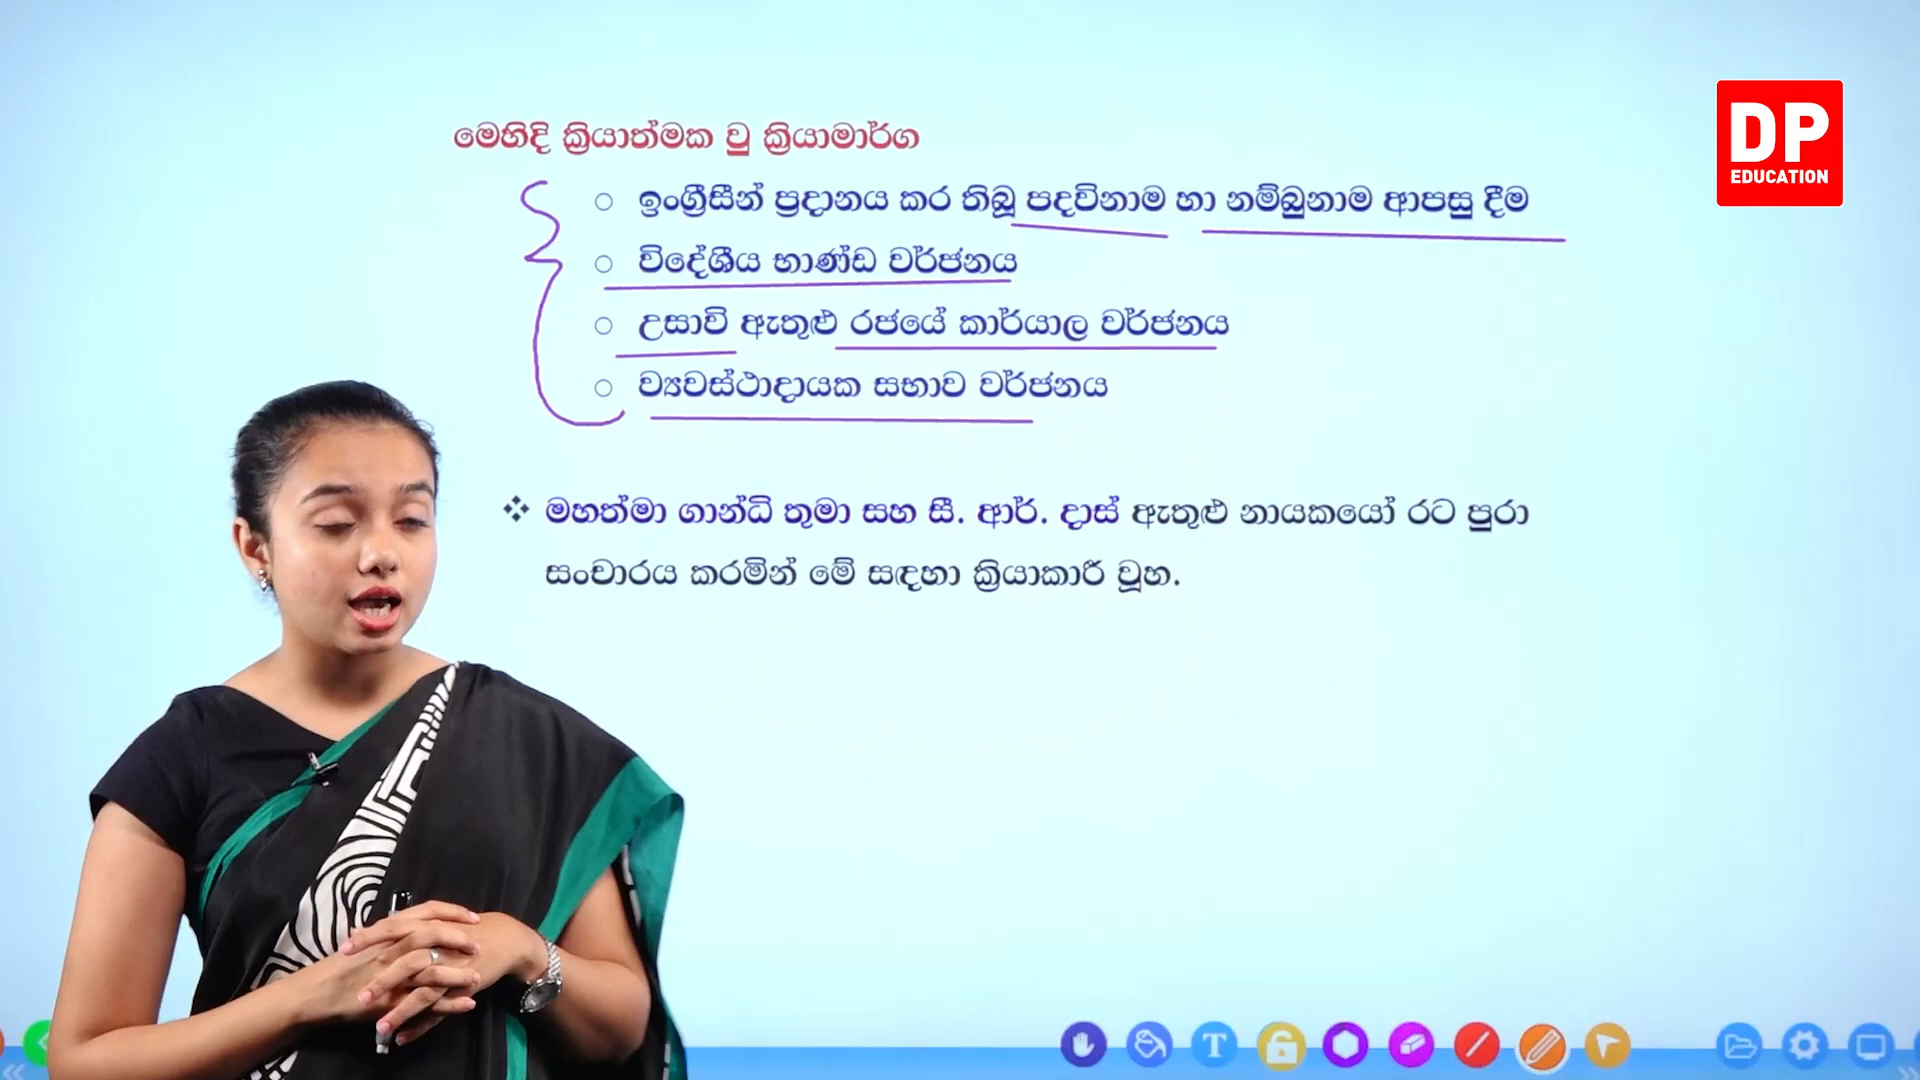 DP
EDUCATION
මෙහිදි ක්‍රියාත්මක වූ ක්‍රියාමාර්ග
ඉංග්‍රීසීන් ප්‍රදානය කර තිබූ පදවිනාම හා නම්බුනාම ආපසු දීම
විදේශීය භාණ්ඩ වර්ජනය
උසාවි ඇතුළු රජයේ කාර්යාල වර්ජනය
ව්‍යවස්ථාදායක සභාව වර්ජනය
මහත්මා ගාන්ධි තුමා සහ සී. ආර්. දාස් ඇතුළු නායකයෝ රට පුරා
සංචාරය කරමින් මේ සඳහා ක්‍රියාකාරී වූහ.
T